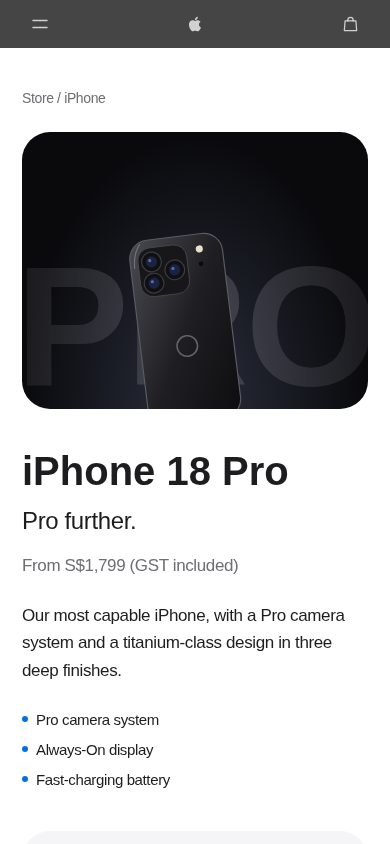 Store / iPhone
PRO
iPhone 18 Pro
Pro further.
From S$1,799 (GST included)
Our most capable iPhone, with a Pro camera
system and a titanium-class design in three
deep finishes.
Pro camera system
Always-On display
Fast-charging battery